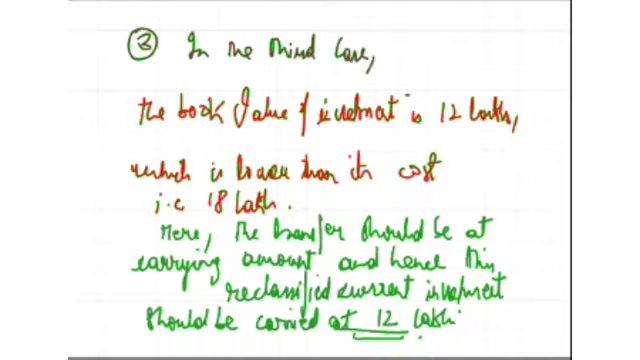 ③ In the third case,
the book value of investment is 12 lakhs,
which is lower than its cost
i.e 18 lakh.
Here, the transfer should be at
carrying amount and hence this
reclassified current investment
should be carried at 12 lakh.